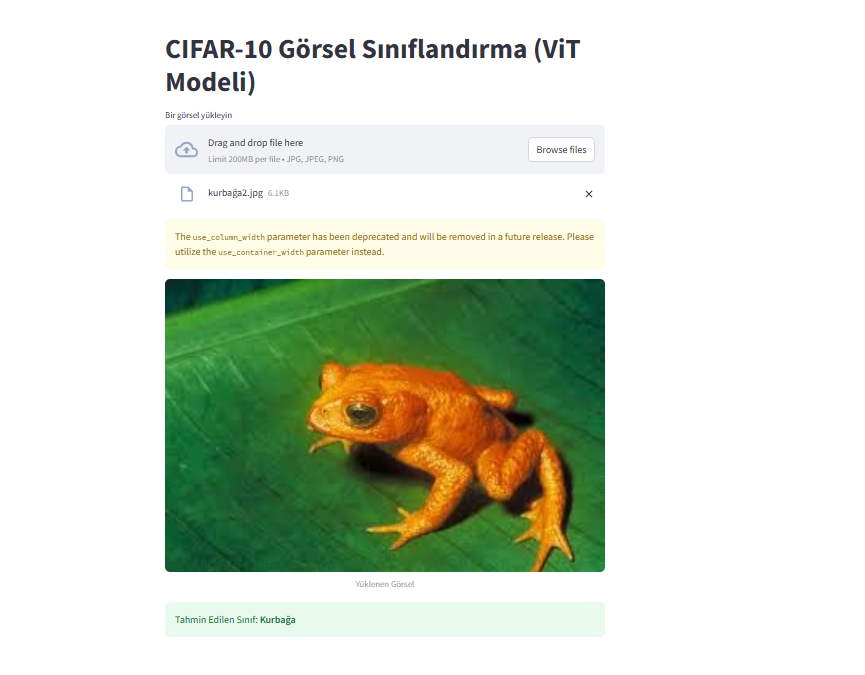 CIFAR-10 Görsel Sınıflandırma (ViT
Modeli)
Bir görsel yükleyin
Drag and drop file here
Limit 200MB per file • JPG, JPEG, PNG
Browse files
kurbağa2.jpg 6.1KB
The use_column_width parameter has been deprecated and will be removed in a future release. Please
utilize the use_container_width parameter instead.
Yüklenen Görsel
Tahmin Edilen Sınıf: Kurbağa